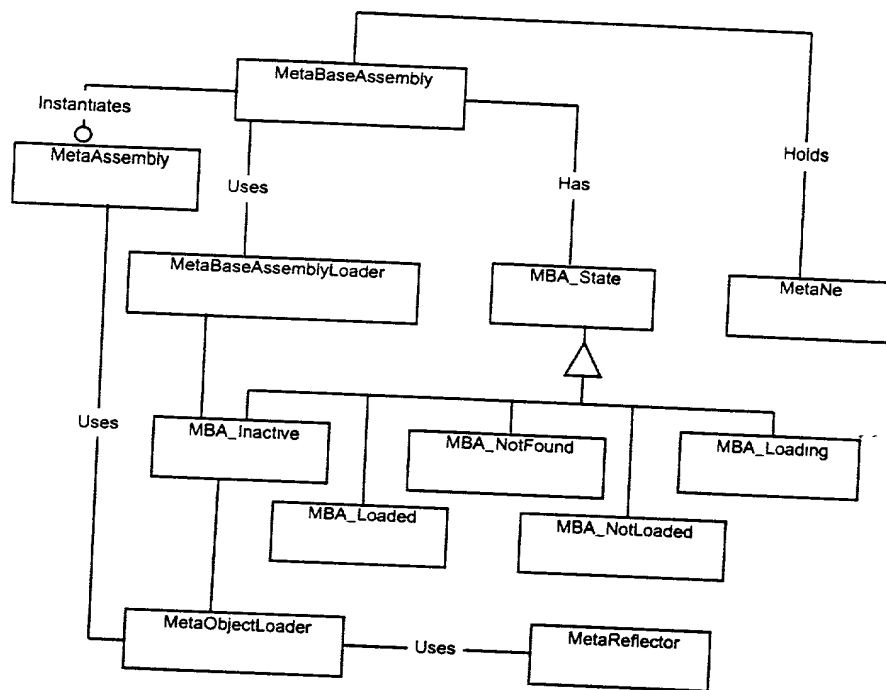 MetaBaseAssembly
Instantiates
MetaAssembly
Uses
Has
Holds
MetaBaseAssemblyLoader
MBA_State
MetaNe
Uses
MBA_Inactive
MBA_NotFound
MBA_Loading
MBA_Loaded
MBA_NotLoaded
MetaObjectLoader
Uses
MetaReflector